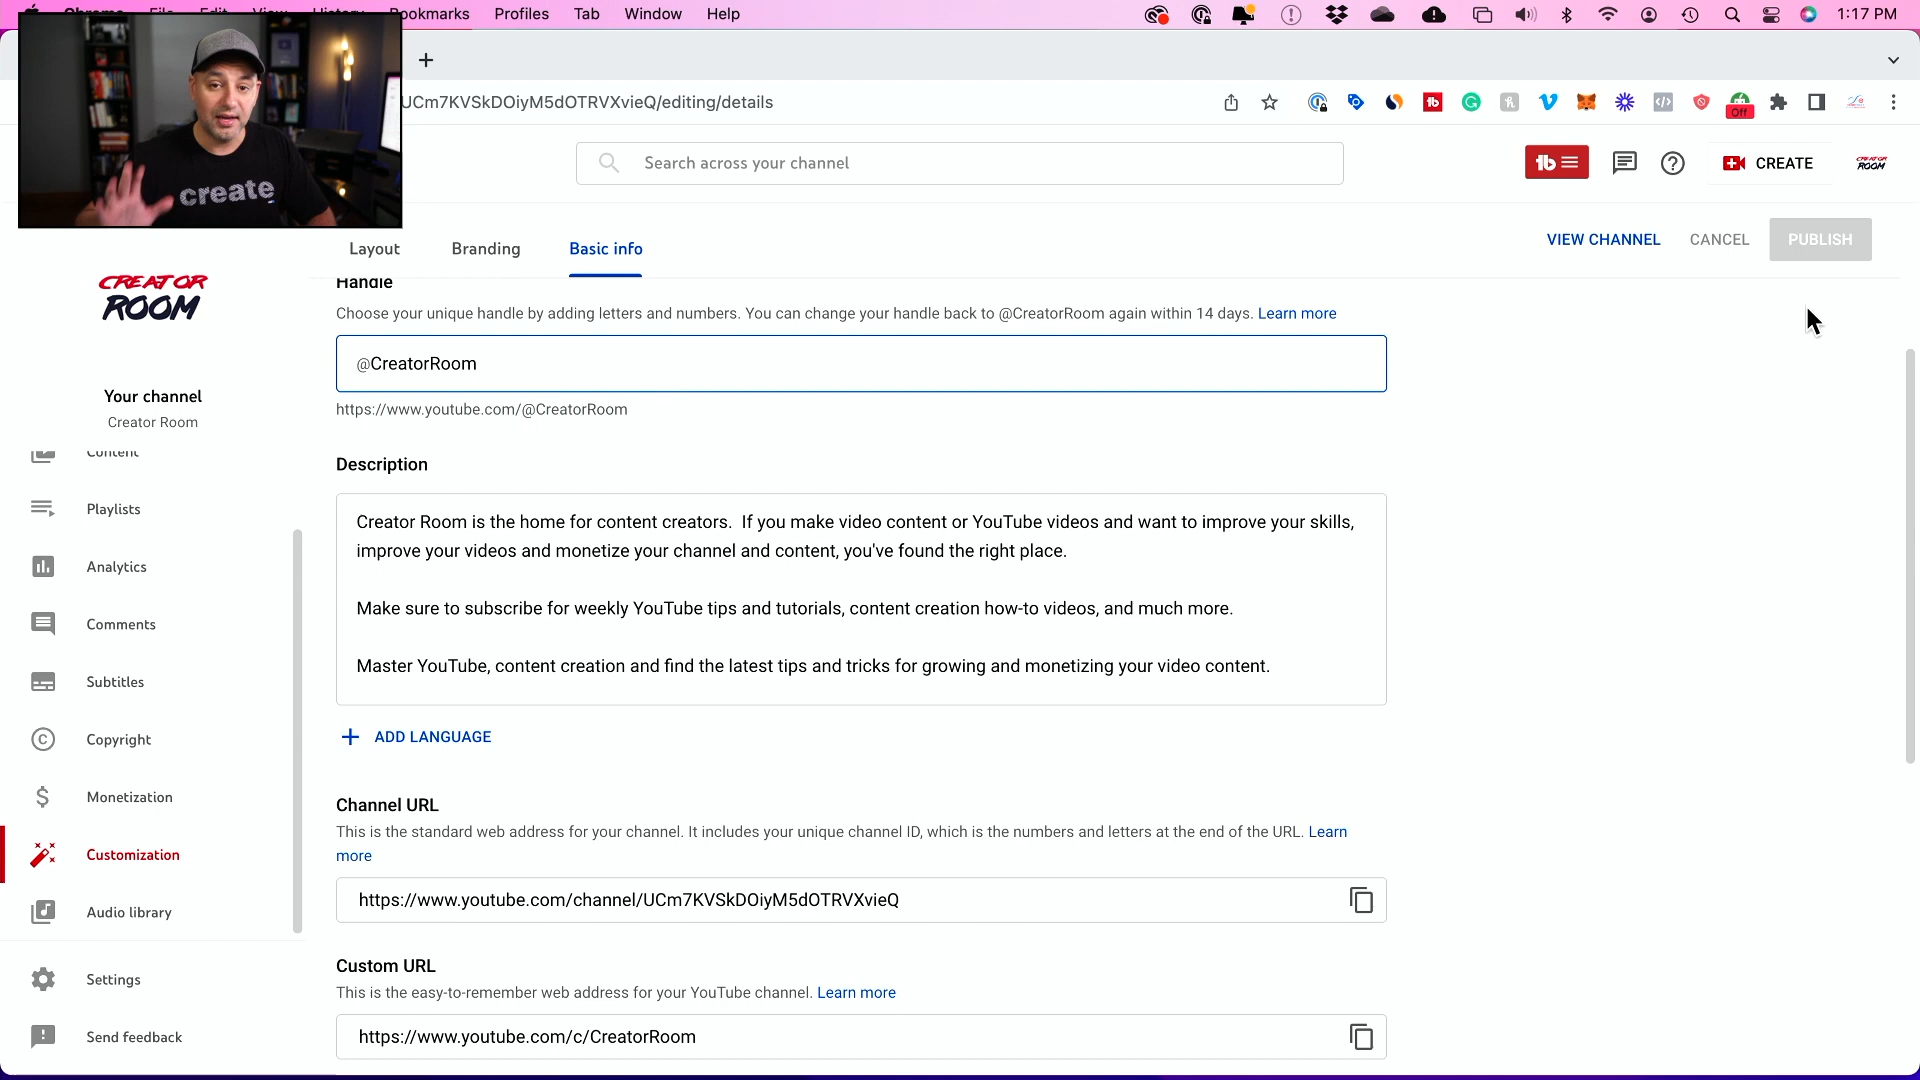 Chrome File Edit View History Bookmarks Profiles Tab Window Help
1:17 PM
UCm7KVSkDOiyM5dOTRVXvieQ/editing/details
Off
create
Search across your channel
CREATE
CREATOR
ROOM
Layout Branding Basic info
VIEW CHANNEL CANCEL PUBLISH
CREATOR
ROOM
Your channel
Creator Room
Content
Playlists
Analytics
Comments
Subtitles
Copyright
Monetization
Customization
Audio library
Settings
Send feedback
Handle
Choose your unique handle by adding letters and numbers. You can change your handle back to @CreatorRoom again within 14 days. Learn more
@CreatorRoom
https://www.youtube.com/@CreatorRoom
Description
Creator Room is the home for content creators.  If you make video content or YouTube videos and want to improve your skills,
improve your videos and monetize your channel and content, you've found the right place.
Make sure to subscribe for weekly YouTube tips and tutorials, content creation how-to videos, and much more.
Master YouTube, content creation and find the latest tips and tricks for growing and monetizing your video content.
ADD LANGUAGE
Channel URL
This is the standard web address for your channel. It includes your unique channel ID, which is the numbers and letters at the end of the URL. Learn
more
https://www.youtube.com/channel/UCm7KVSkDOiyM5dOTRVXvieQ
Custom URL
This is the easy-to-remember web address for your YouTube channel. Learn more
https://www.youtube.com/c/CreatorRoom